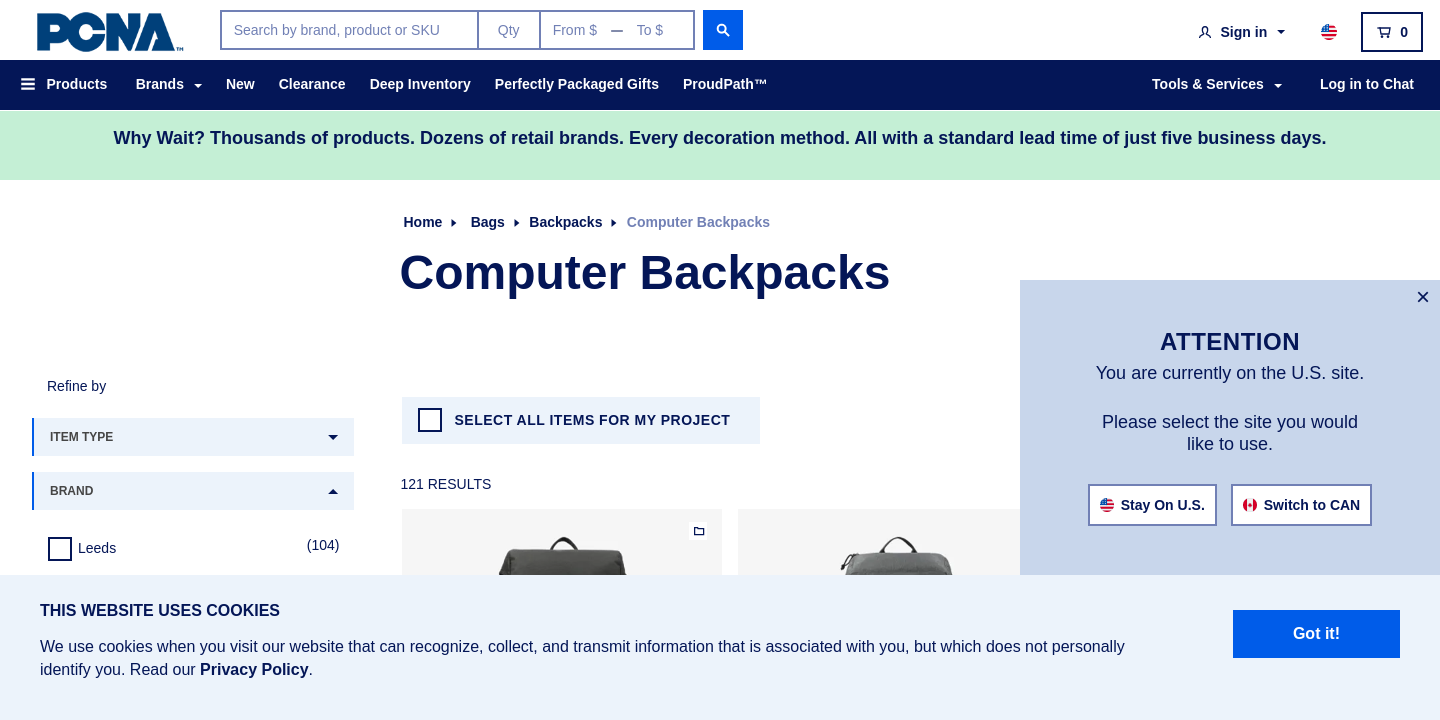 PCNA™
Search by brand, product or SKU Qty From $ — To $
Sign in 0
Products Brands New Clearance Deep Inventory Perfectly Packaged Gifts ProudPath™ Tools & Services Log in to Chat
Why Wait? Thousands of products. Dozens of retail brands. Every decoration method. All with a standard lead time of just five business days.
Home Bags Backpacks Computer Backpacks
Computer Backpacks
Refine by
ITEM TYPE
BRAND
Leeds (104)
SELECT ALL ITEMS FOR MY PROJECT
121 RESULTS
×
ATTENTION
You are currently on the U.S. site.
Please select the site you would
like to use.
Stay On U.S. Switch to CAN
THIS WEBSITE USES COOKIES
We use cookies when you visit our website that can recognize, collect, and transmit information that is associated with you, but which does not personally
identify you. Read our Privacy Policy.
Got it!